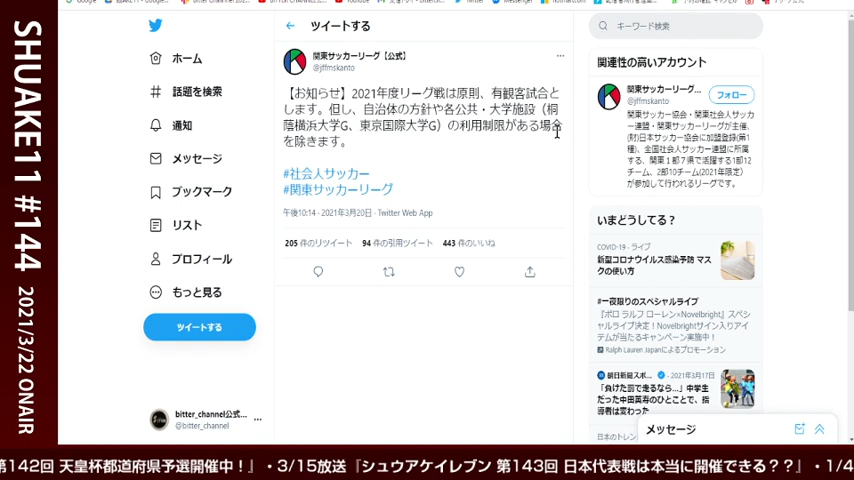 SHUAKE11 #144 2021/3/22 ONAIR
ホーム
話題を検索
通知
メッセージ
ブックマーク
リスト
プロフィール
もっと見る
ツイートする
bitter_channel公式...
@bitter_channel
ツイートする
関東サッカーリーグ【公式】
@jffmskanto
【お知らせ】2021年度リーグ戦は原則、有観客試合と
します。但し、自治体の方針や各公共・大学施設（桐
蔭横浜大学G、東京国際大学G）の利用制限がある場合
を除きます。
#社会人サッカー
#関東サッカーリーグ
午後10:14 · 2021年3月20日 · Twitter Web App
205 件のリツイート 94 件の引用ツイート 443 件のいいね
キーワード検索
関連性の高いアカウント
関東サッカーリーグ...
@jffmskanto
フォロー
関東サッカー協会・関東社会人サッカ
ー連盟・関東サッカーリーグが主催、
(財)日本サッカー協会に加盟登録(第1
種)、全国社会人サッカー連盟に所属
する、関東１都７県で活躍する1部12
チーム、2部10チーム(2021年限定)
が参加して行われるリーグです。
いまどうしてる？
COVID-19 · ライブ
新型コロナウイルス感染予防 マス
クの使い方
#一夜限りのスペシャルライブ
『ポロ ラルフ ローレン×Novelbright』スペシ
ャルライブ決定！Novelbrightサイン入りアイ
テムが当たるキャンペーン実施中！
Ralph Lauren Japanによるプロモーション
朝日新聞スポ... · 2021年3月17日
「負けた罰で走るなら…」中学生
だった中田英寿のひとことで、指
導者は変わった
日本のトレン
メッセージ
第142回 天皇杯都道府県予選開催中！』・3/15放送『シュウアケイレブン 第143回 日本代表戦は本当に開催できる？？』・1/4